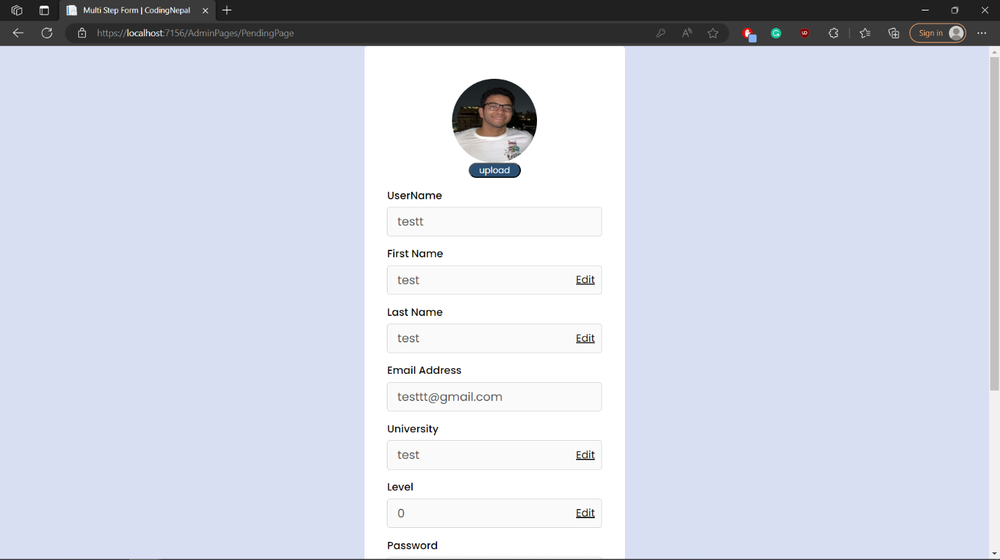 Multi Step Form | CodingNepal
https://localhost:7156/AdminPages/PendingPage
Sign in
upload
UserName
testt
First Name
test
Edit
Last Name
test
Edit
Email Address
testtt@gmail.com
University
test
Edit
Level
0
Edit
Password